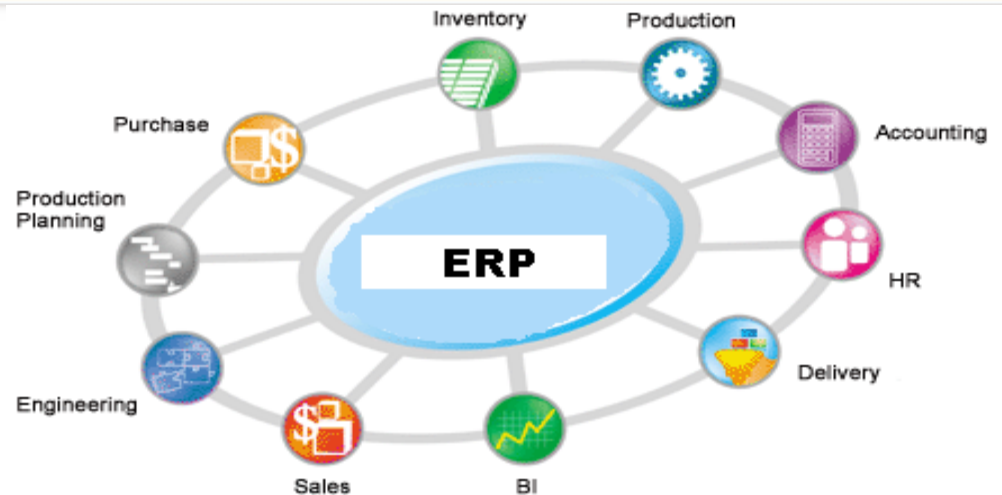 Inventory
Production
Purchase
Accounting
Production
Planning
ERP
HR
Delivery
Engineering
Sales
BI